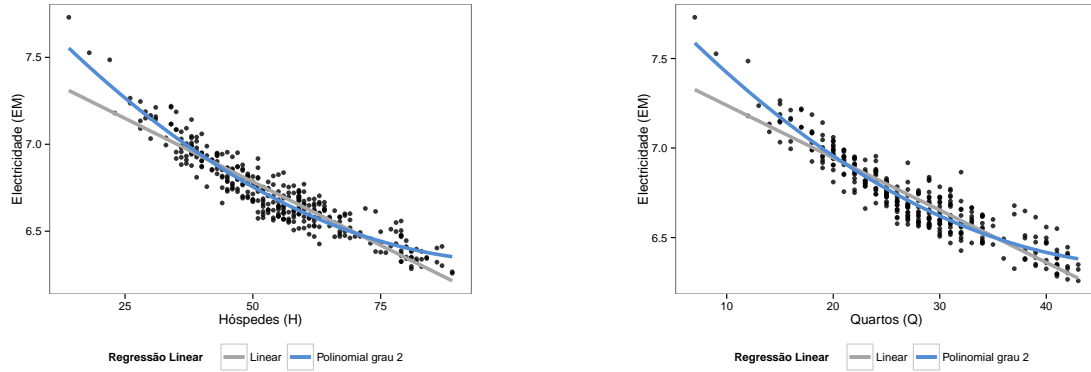 7.5
7.0
6.5
Electricidade (EM)
25
50
75
Hóspedes (H)
Regressão Linear
Linear
Polinomial grau 2
7.5
7.0
6.5
Electricidade (EM)
10
20
30
40
Quartos (Q)
Regressão Linear
Linear
Polinomial grau 2